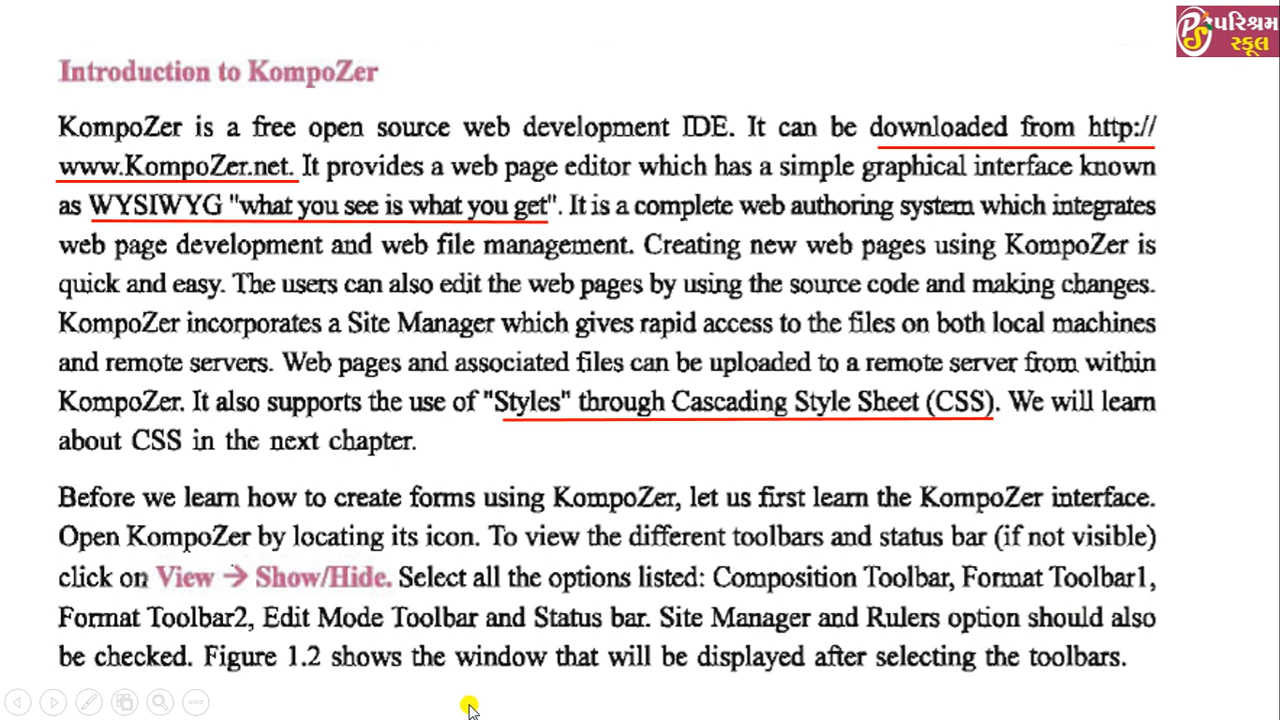 પરિશ્રમ
સ્કૂલ
Introduction to KompoZer
KompoZer is a free open source web development IDE. It can be downloaded from http://
www.KompoZer.net. It provides a web page editor which has a simple graphical interface known
as WYSIWYG "what you see is what you get". It is a complete web authoring system which integrates
web page development and web file management. Creating new web pages using KompoZer is
quick and easy. The users can also edit the web pages by using the source code and making changes.
KompoZer incorporates a Site Manager which gives rapid access to the files on both local machines
and remote servers. Web pages and associated files can be uploaded to a remote server from within
KompoZer. It also supports the use of "Styles" through Cascading Style Sheet (CSS). We will learn
about CSS in the next chapter.
Before we learn how to create forms using KompoZer, let us first learn the KompoZer interface.
Open KompoZer by locating its icon. To view the different toolbars and status bar (if not visible)
click on View → Show/Hide. Select all the options listed: Composition Toolbar, Format Toolbar1,
Format Toolbar2, Edit Mode Toolbar and Status bar. Site Manager and Rulers option should also
be checked. Figure 1.2 shows the window that will be displayed after selecting the toolbars.